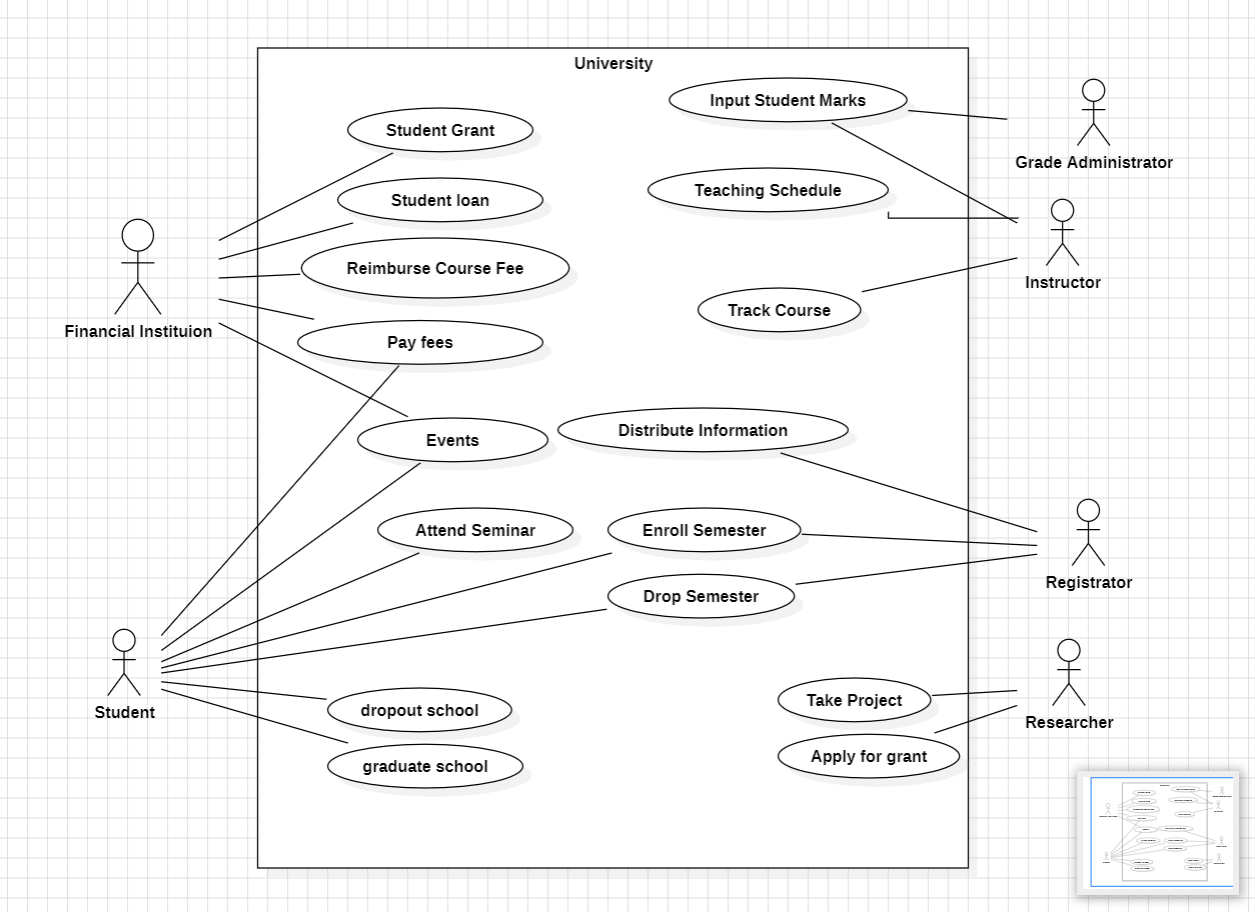 University
Input Student Marks
Student Grant
Grade Administrator
Student loan
Teaching Schedule
Reimburse Course Fee
Instructor
Track Course
Financial Instituion
Pay fees
Events
Distribute Information
Attend Seminar
Enroll Semester
Registrator
Drop Semester
Student
dropout school
Take Project
Researcher
graduate school
Apply for grant